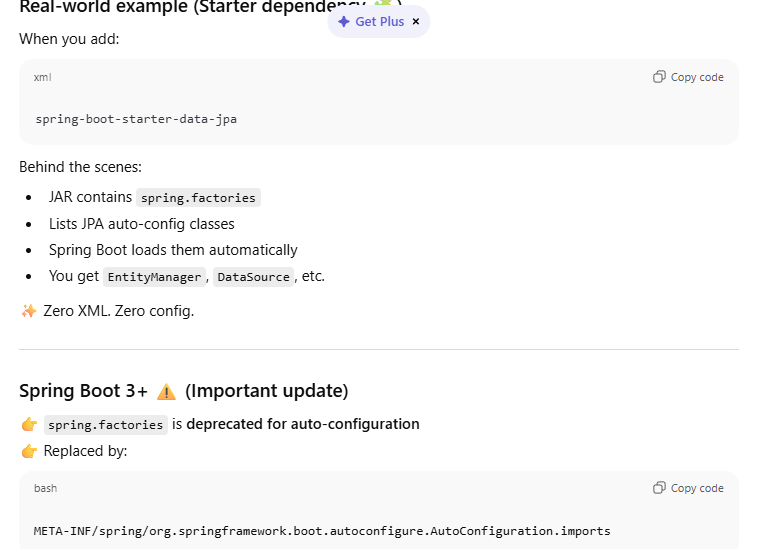 Real-world example (Starter dependency 🧩)
Get Plus ×
When you add:
xml
Copy code
spring-boot-starter-data-jpa
Behind the scenes:
• JAR contains spring.factories
• Lists JPA auto-config classes
• Spring Boot loads them automatically
• You get EntityManager, DataSource, etc.
✨ Zero XML. Zero config.
Spring Boot 3+ ⚠️ (Important update)
👉 spring.factories is deprecated for auto-configuration
👉 Replaced by:
bash
Copy code
META-INF/spring/org.springframework.boot.autoconfigure.AutoConfiguration.imports